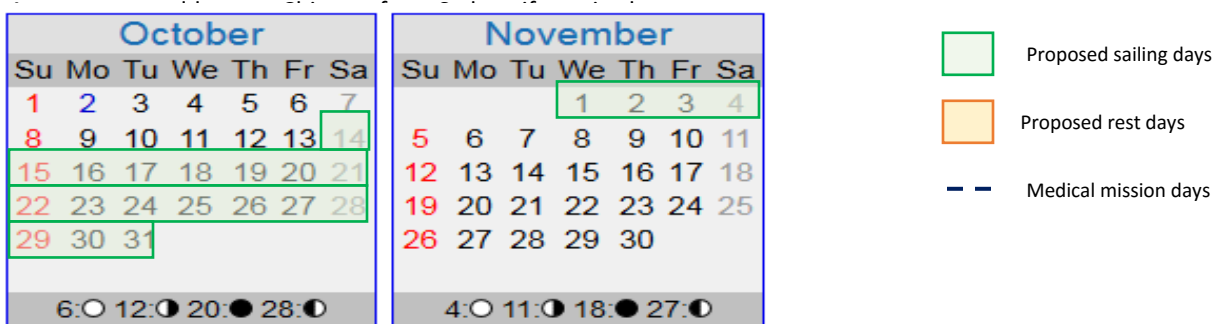 October
Su Mo Tu We Th Fr Sa
1 2 3 4 5 6 7
8 9 10 11 12 13 14
15 16 17 18 19 20 21
22 23 24 25 26 27 28
29 30 31
6:○ 12:◑ 20:● 28:◐
November
Su Mo Tu We Th Fr Sa
1 2 3 4
5 6 7 8 9 10 11
12 13 14 15 16 17 18
19 20 21 22 23 24 25
26 27 28 29 30
4:○ 11:◑ 18:● 27:◐
Proposed sailing days
Proposed rest days
Medical mission days